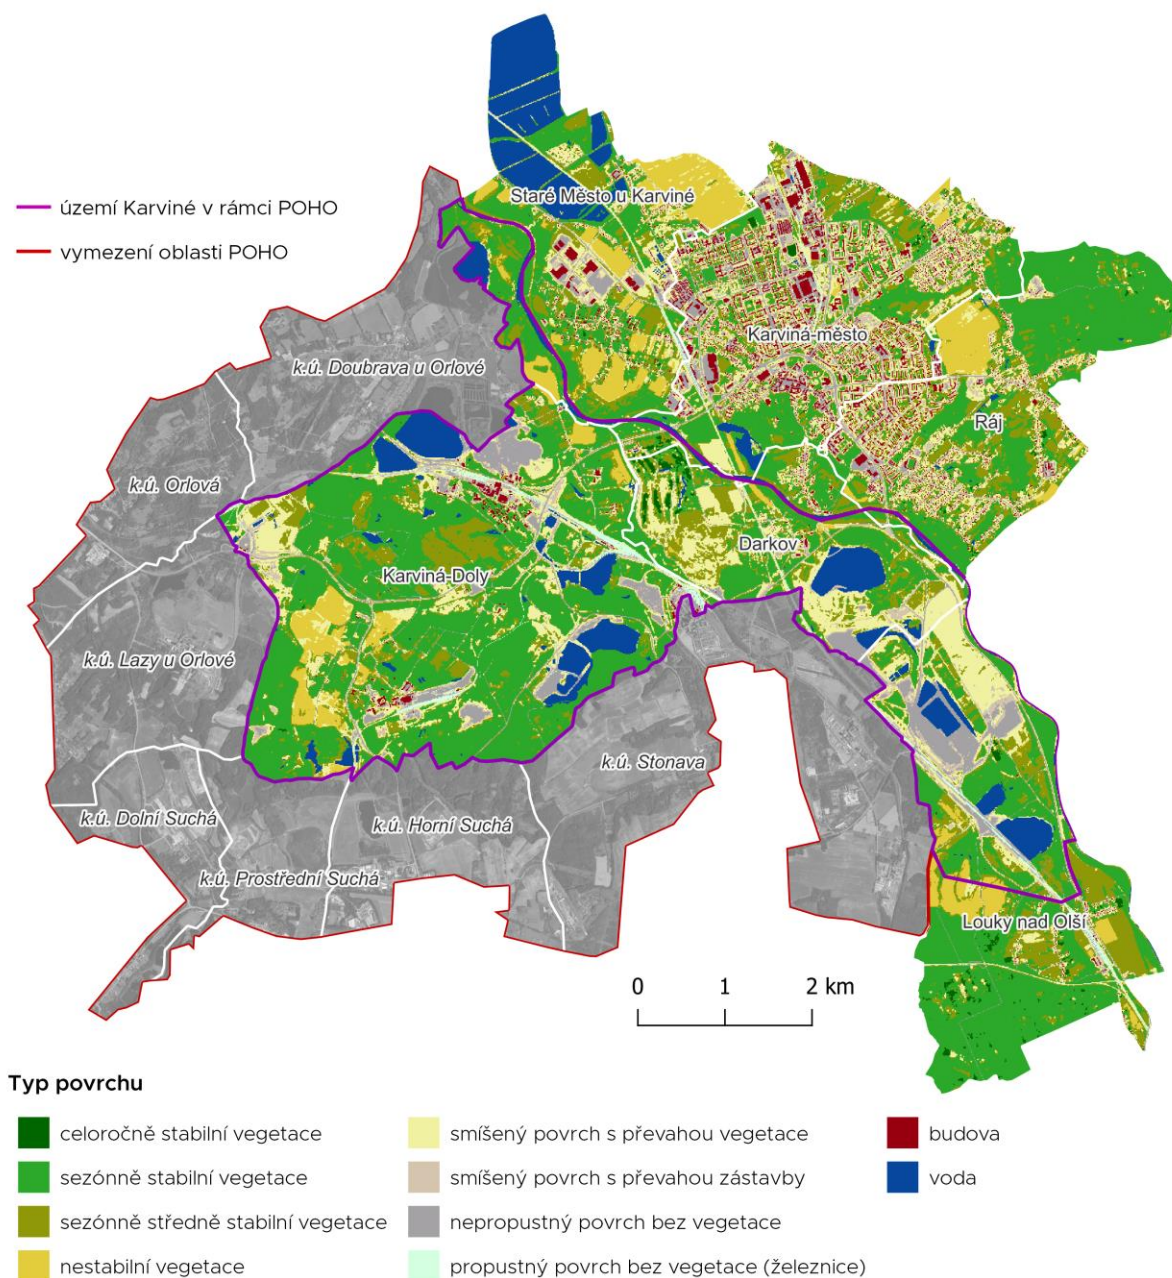 Staré Město u Karviné
území Karviné v rámci POHO
vymezení oblasti POHO
Karviná-město
k.ú. Doubrava u Orlové
Ráj
k.ú. Orlová
Darkov
Karviná-Doly
k.ú. Lazy u Orlové
k.ú. Stonava
k.ú. Dolní Suchá
k.ú. Horní Suchá
k.ú. Prostřední Suchá
Louky nad Olší
0 1 2 km
Typ povrchu
celoročně stabilní vegetace
sezónně stabilní vegetace
sezónně středně stabilní vegetace
nestabilní vegetace
smíšený povrch s převahou vegetace
smíšený povrch s převahou zástavby
nepropustný povrch bez vegetace
propustný povrch bez vegetace (železnice)
budova
voda